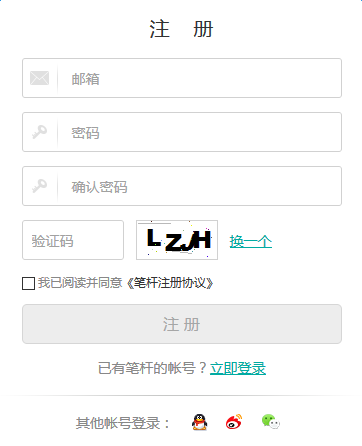 注 册
邮箱
密码
确认密码
验证码 LZJH 换一个
我已阅读并同意《笔杆注册协议》
注 册
已有笔杆的帐号？立即登录
其他帐号登录：